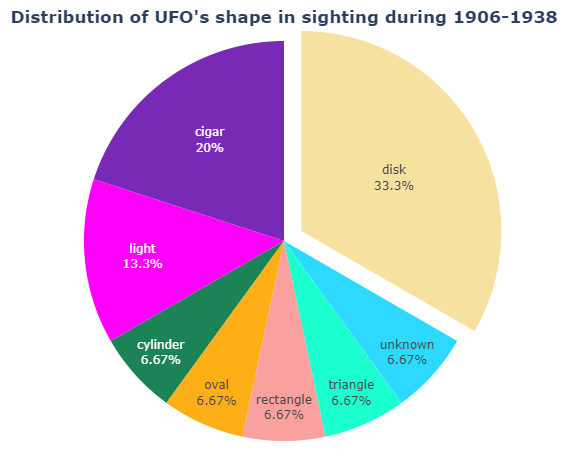 Distribution of UFO's shape in sighting during 1906-1938
cigar
20%
disk
33.3%
light
13.3%
cylinder
6.67%
oval
6.67%
rectangle
6.67%
triangle
6.67%
unknown
6.67%